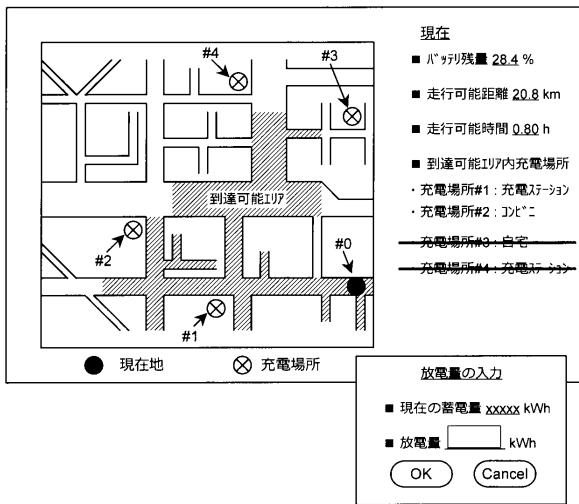 #4
#3
到達可能ｴﾘｱ
#2
#0
#1
現在地
充電場所
現在
■ ﾊﾞｯﾃﾘ残量 28.4 %
■ 走行可能距離 20.8 km
■ 走行可能時間 0.80 h
■ 到達可能ｴﾘｱ内充電場所
・充電場所#1 : 充電ｽﾃｰｼｮﾝ
・充電場所#2 : ｺﾝﾋﾞﾆ
・充電場所#3 : 自宅
・充電場所#4 : 充電ｽﾃｰｼｮﾝ
放電量の入力
■ 現在の蓄電量 xxxxx kWh
■ 放電量 kWh
OK Cancel